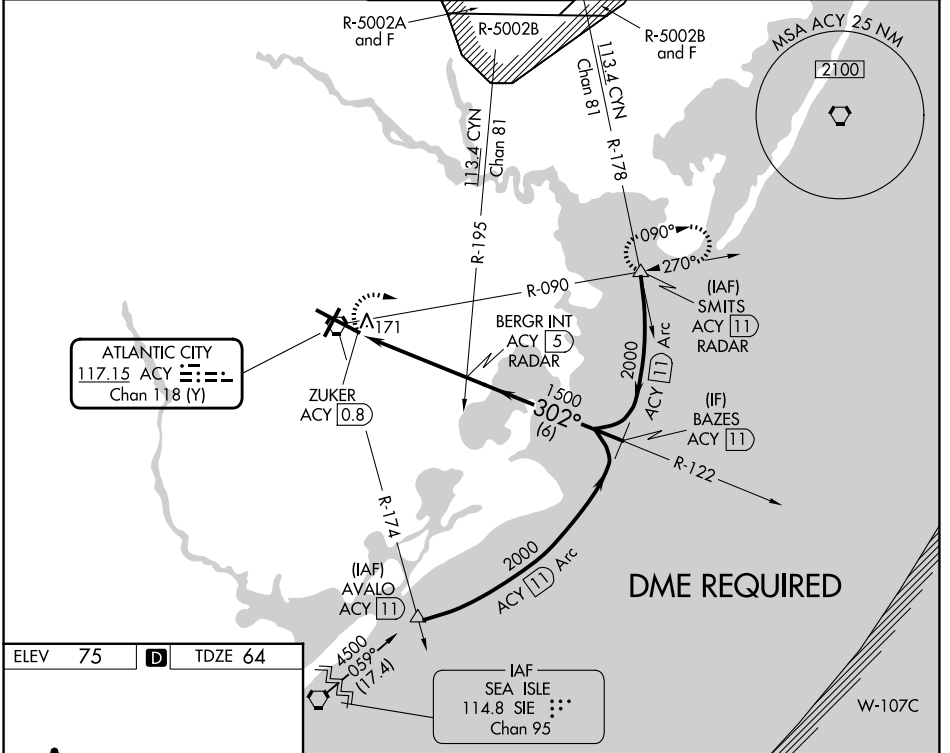 R-5002A
and F
R-5002B
R-5002B
and F
MSA ACY 25 NM
2100
113.4 CYN
Chan 81
113.4 CYN
Chan 81
R-178
R-195
090°
270°
R-090
(IAF)
SMITS
ACY 11
RADAR
171
BERGR INT
ACY 5
RADAR
2000
ACY 11 Arc
ATLANTIC CITY
117.15 ACY
Chan 118 (Y)
ZUKER
ACY 0.8
1500
302°
(6)
(IF)
BAZES
ACY 11
R-122
R-174
2000
ACY 11 Arc
(IAF)
AVALO
ACY 11
DME REQUIRED
ELEV 75 D TDZE 64
4500
059°
(17.4)
IAF
SEA ISLE
114.8 SIE
Chan 95
W-107C